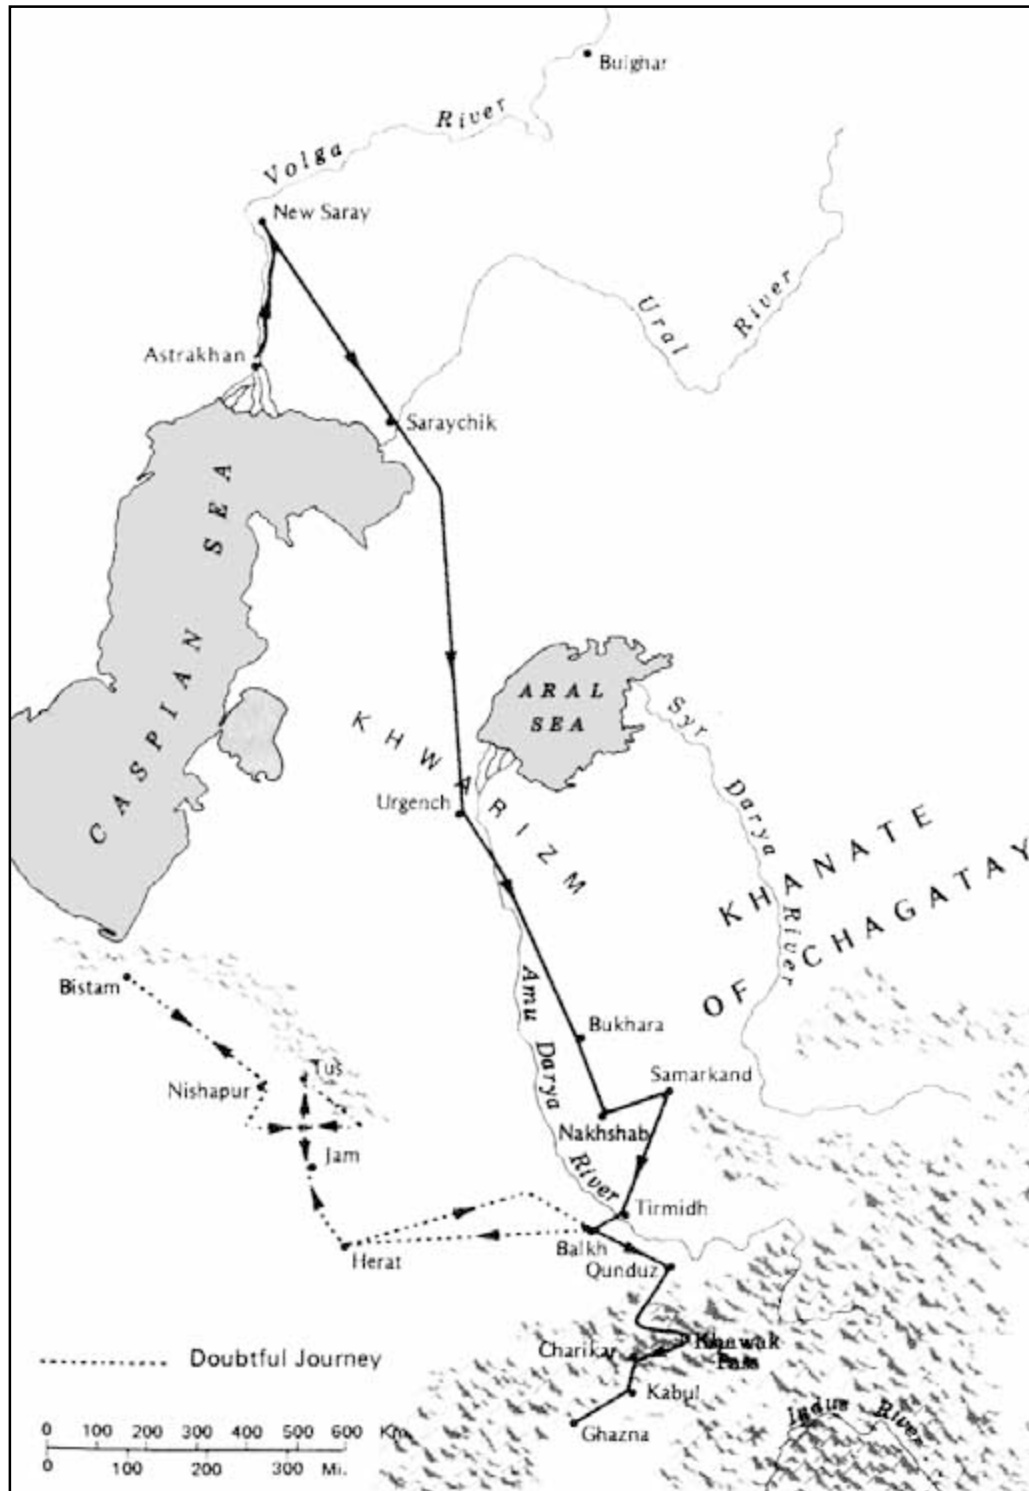 Bulghar
Volga River
New Saray
Ural River
Astrakhan
Saraychik
CASPIAN SEA
ARAL
SEA
Syr Darya River
KHWARIZM
Urgench
KHANATE
OF CHAGATAY
Bistam
Amu Darya River
Bukhara
Tus
Nishapur
Samarkand
Nakhshab
Jam
Tirmidh
Herat
Balkh
Qunduz
Khawak
Pass
Charikar
Doubtful Journey
Kabul
Indus River
Ghazna
0 100 200 300 400 500 600 Km.
0 100 200 300 Mi.